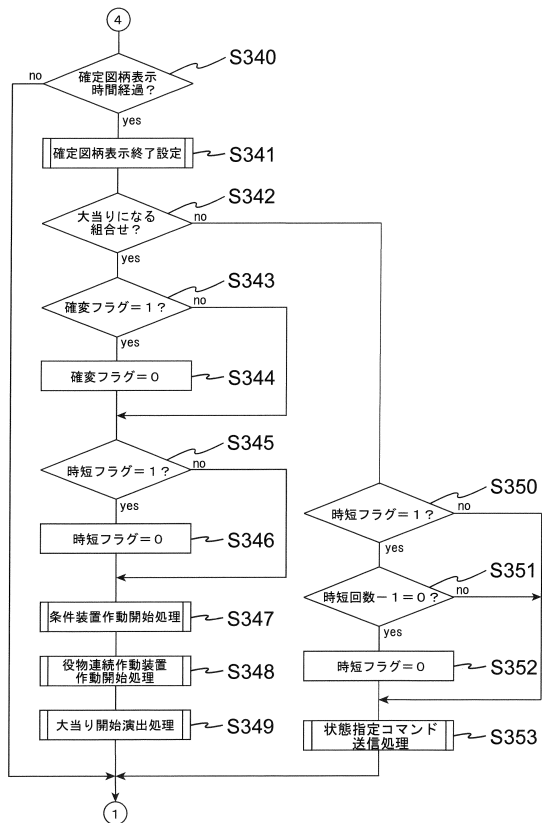 4
S340
no
確定図柄表示
時間経過？
yes
確定図柄表示終了設定
S341
S342
大当りになる
組合せ？
no
yes
S343
確変フラグ＝1？
no
yes
確変フラグ＝0
S344
S345
時短フラグ＝1？
no
yes
時短フラグ＝0
S346
条件装置作動開始処理
S347
役物連続作動装置
作動開始処理
S348
大当り開始演出処理
S349
S350
時短フラグ＝1？
no
yes
S351
時短回数－1＝0？
no
yes
時短フラグ＝0
S352
状態指定コマンド
送信処理
S353
1